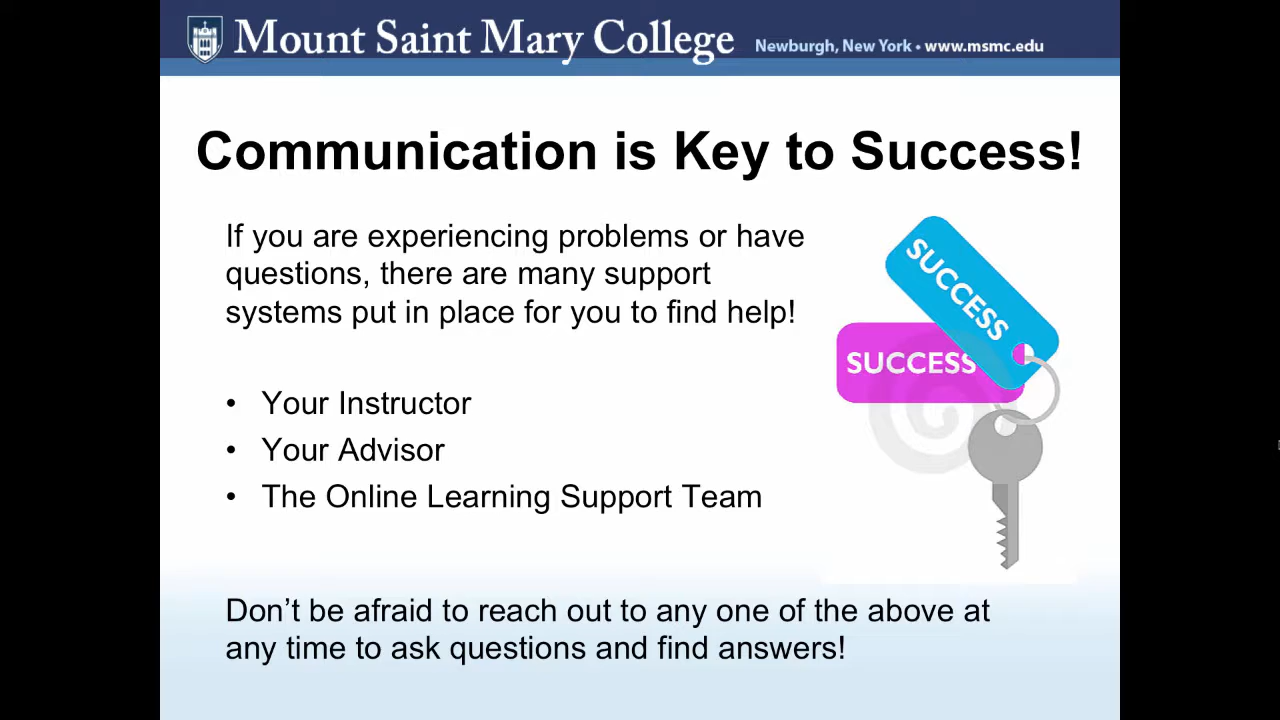 Mount Saint Mary College Newburgh, New York • www.msmc.edu
Communication is Key to Success!
If you are experiencing problems or have
questions, there are many support
systems put in place for you to find help!
SUCCESS
SUCCESS
• Your Instructor
• Your Advisor
• The Online Learning Support Team
Don’t be afraid to reach out to any one of the above at
any time to ask questions and find answers!